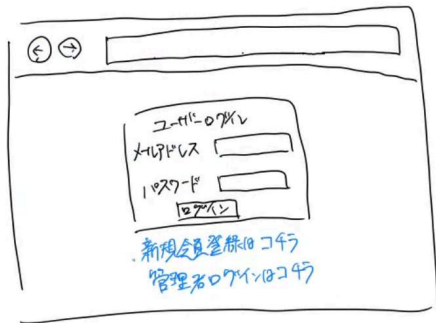 ユーザーログイン
メールアドレス
パスワード
ログイン
新規会員登録はコチラ
管理者ログインはコチラ